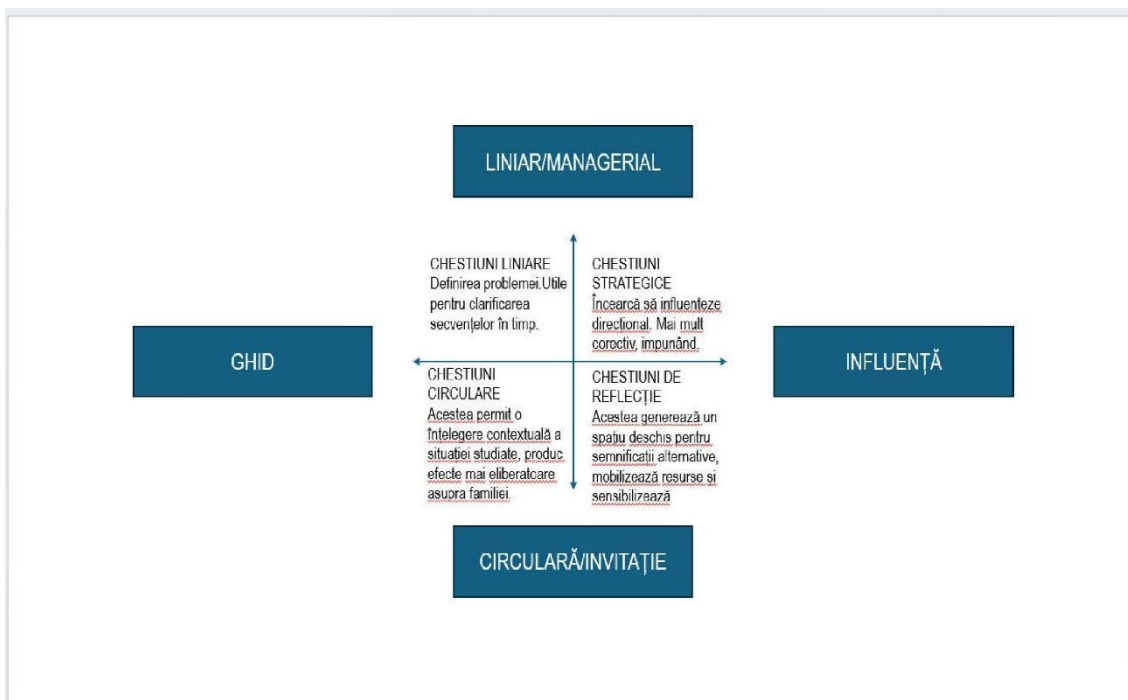 LINIAR/MANAGERIAL
CHESTIUNI LINIARE
Definirea problemei.Utile
pentru clarificarea
secvențelor în timp.
CHESTIUNI
STRATEGICE
Încearcă să influențeze
direcțional. Mai mult
corectiv, impunând.
GHID
INFLUENȚĂ
CHESTIUNI
CIRCULARE
Acestea permit o
înțelegere contextuală a
situației studiate, produc
efecte mai eliberatoare
asupra familiei.
CHESTIUNI DE
REFLECȚIE
Acestea generează un
spațiu deschis pentru
semnificații alternative,
mobilizează resurse și
sensibilizează
CIRCULARĂ/INVITAȚIE